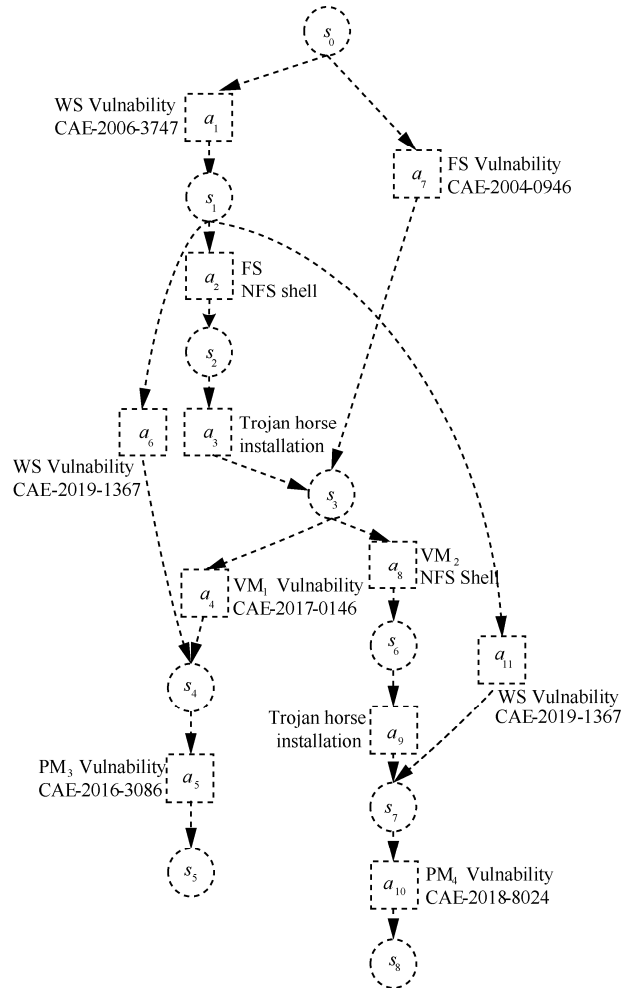 s0
WS Vulnability
CAE-2006-3747
a1
a7
FS Vulnability
CAE-2004-0946
s1
a2
FS
NFS shell
s2
a6
a3
Trojan horse
installation
WS Vulnability
CAE-2019-1367
s3
a4
VM1 Vulnability
CAE-2017-0146
a8
VM2
NFS Shell
s6
a11
s4
WS Vulnability
CAE-2019-1367
Trojan horse
installation
a9
PM3 Vulnability
CAE-2016-3086
a5
s7
s5
a10
PM4 Vulnability
CAE-2018-8024
s8